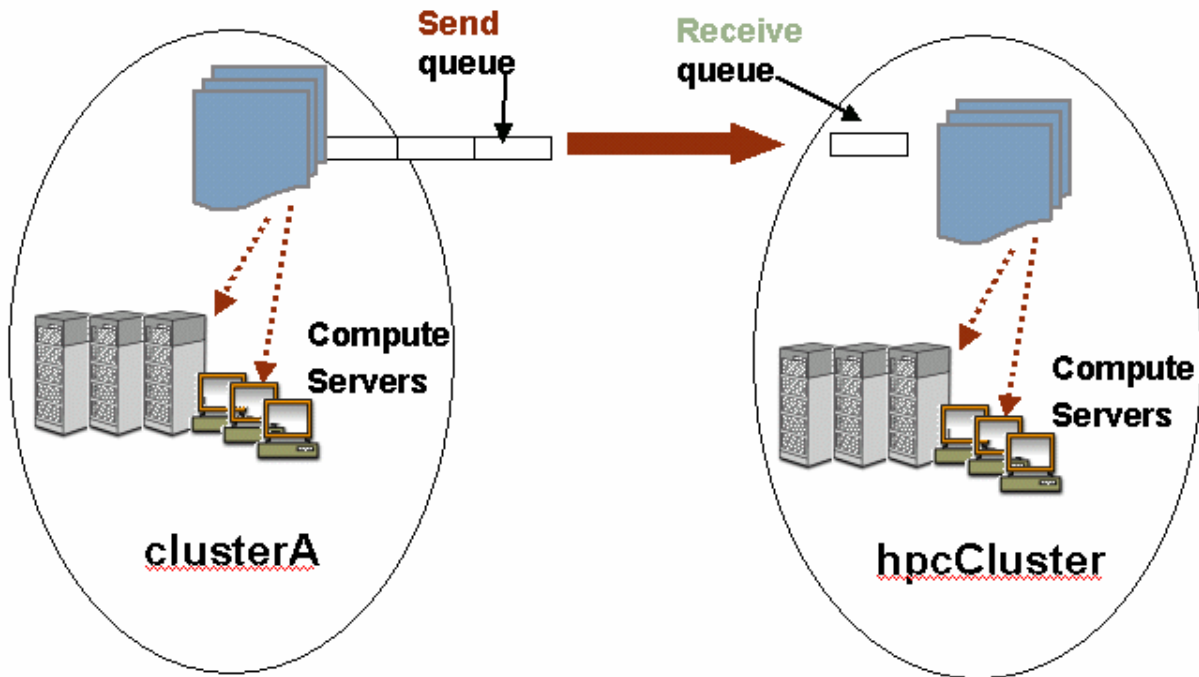 Send
queue
Receive
queue
Compute
Servers
clusterA
Compute
Servers
hpcCluster